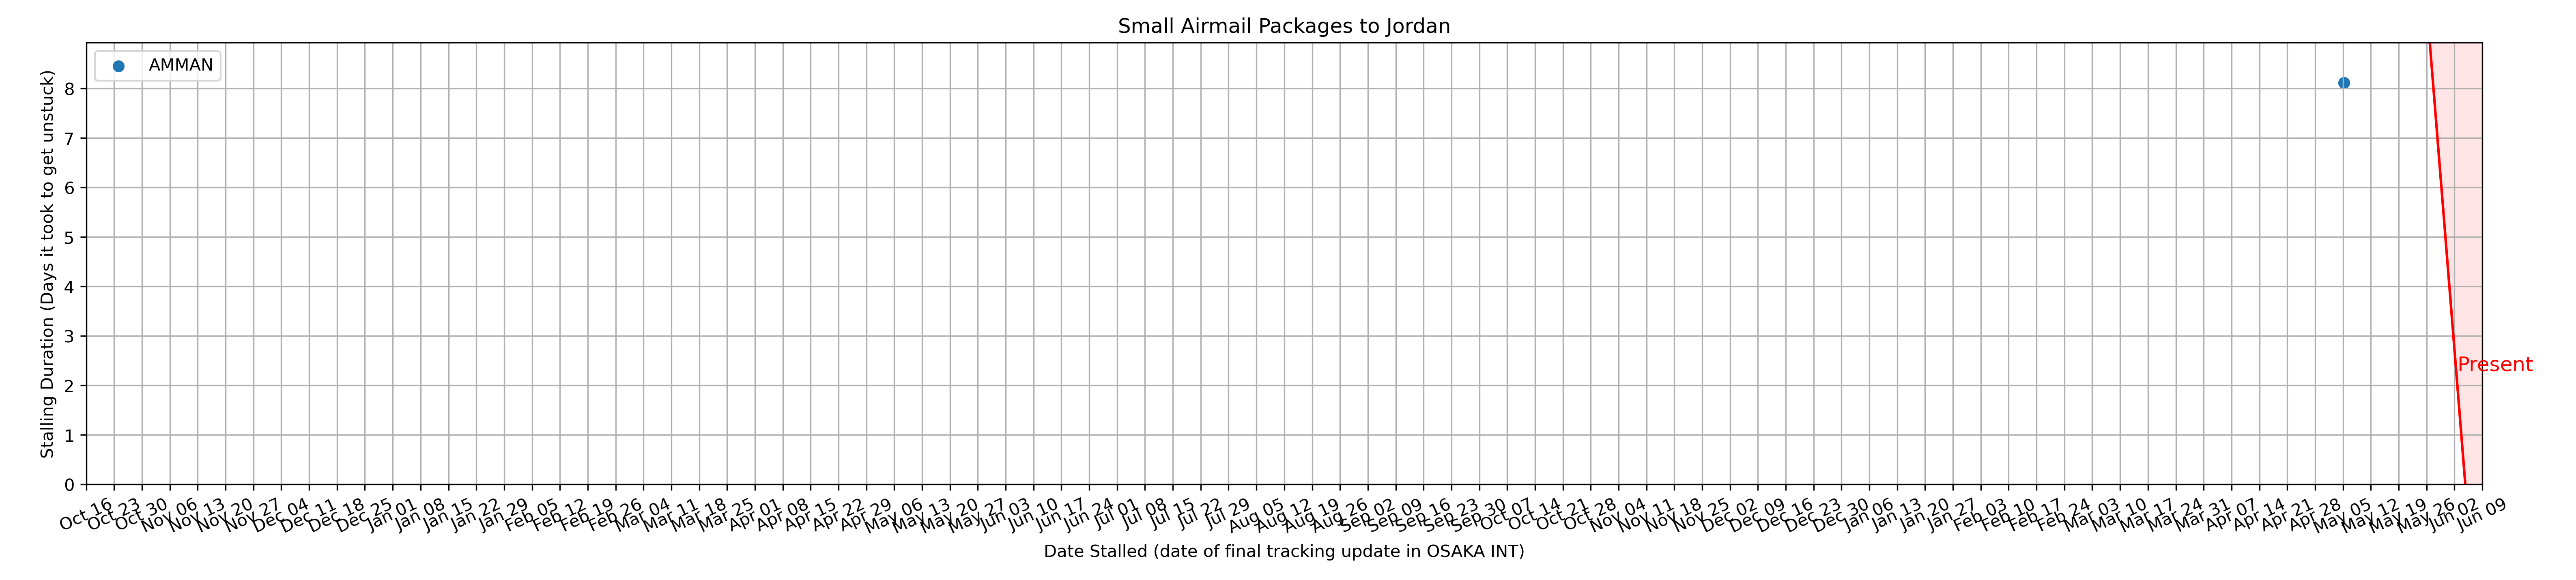 Small Airmail Packages to Jordan
AMMAN
Stalling Duration (Days it took to get unstuck)
8
7
6
5
4
3
2
1
0
Present
Oct 16
Oct 23
Oct 30
Nov 06
Nov 13
Nov 20
Nov 27
Dec 04
Dec 11
Dec 18
Dec 25
Jan 01
Jan 08
Jan 15
Jan 22
Jan 29
Feb 05
Feb 12
Feb 19
Feb 26
Mar 04
Mar 11
Mar 18
Mar 25
Apr 01
Apr 08
Apr 15
Apr 22
Apr 29
May 06
May 13
May 20
May 27
Jun 03
Jun 10
Jun 17
Jun 24
Jul 01
Jul 08
Jul 15
Jul 22
Jul 29
Aug 05
Aug 12
Aug 19
Aug 26
Sep 02
Sep 09
Sep 16
Sep 23
Sep 30
Oct 07
Oct 14
Oct 21
Oct 28
Nov 04
Nov 11
Nov 18
Nov 25
Dec 02
Dec 09
Dec 16
Dec 23
Dec 30
Jan 06
Jan 13
Jan 20
Jan 27
Feb 03
Feb 10
Feb 17
Feb 24
Mar 03
Mar 10
Mar 17
Mar 24
Mar 31
Apr 07
Apr 14
Apr 21
Apr 28
May 05
May 12
May 19
May 26
Jun 02
Jun 09
Date Stalled (date of final tracking update in OSAKA INT)